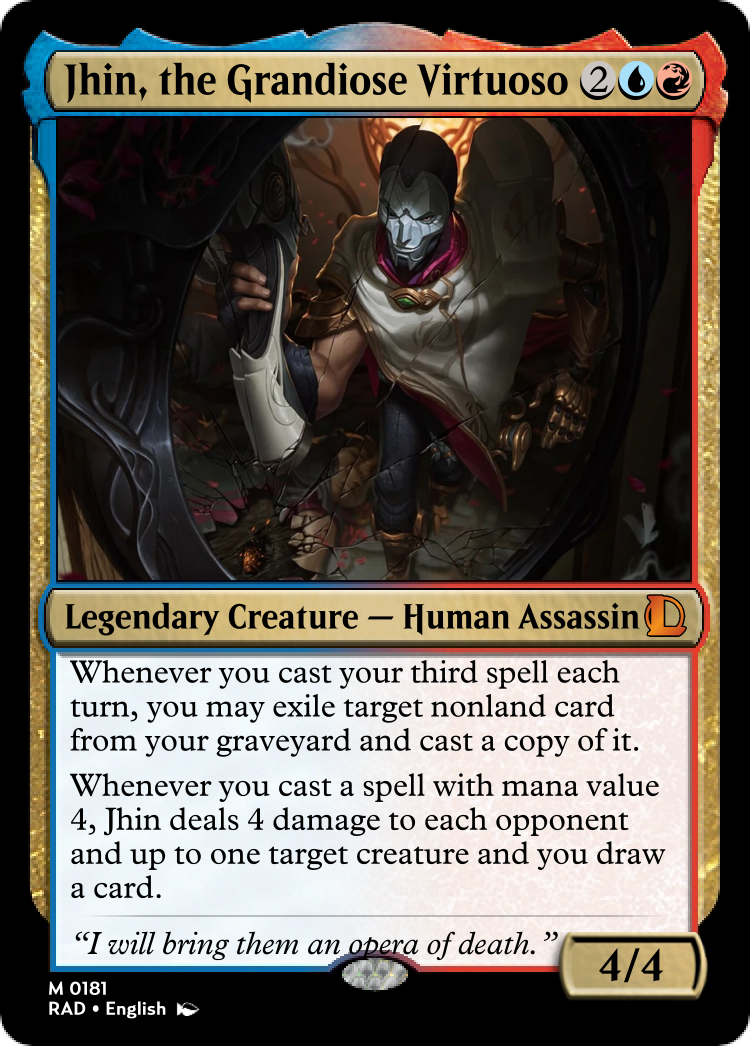 Jhin, the Grandiose Virtuoso 2
Legendary Creature — Human Assassin
Whenever you cast your third spell each
turn, you may exile target nonland card
from your graveyard and cast a copy of it.
Whenever you cast a spell with mana value
4, Jhin deals 4 damage to each opponent
and up to one target creature and you draw
a card.
“I will bring them an opera of death.”
4/4
M 0181
RAD • English